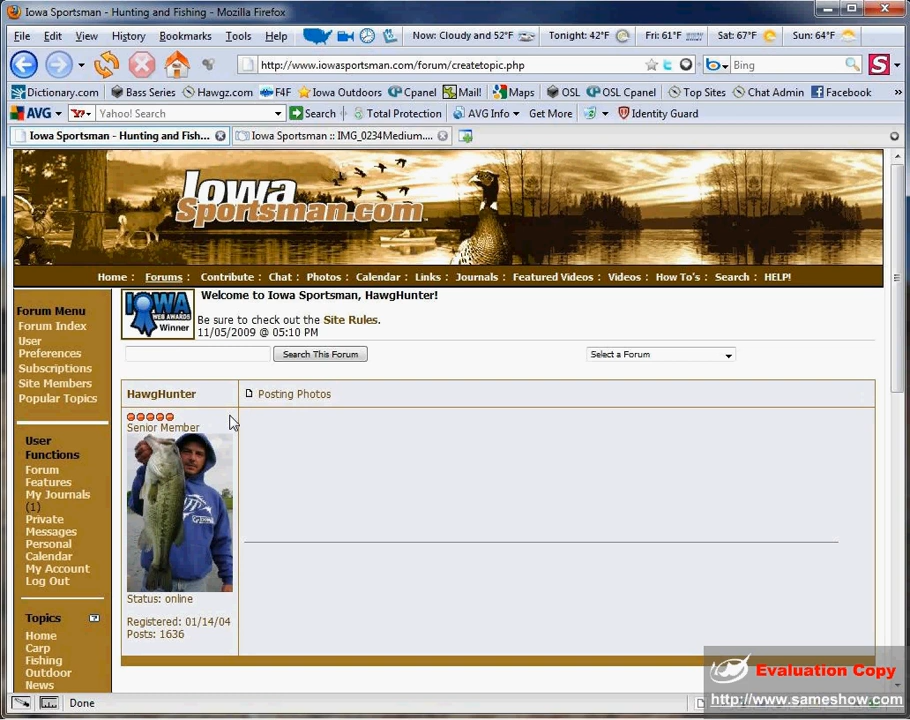 Iowa Sportsman - Hunting and Fishing - Mozilla Firefox
File Edit View History Bookmarks Tools Help Now: Cloudy and 52°F Tonight: 42°F Fri: 61°F Sat: 67°F Sun: 64°F
http://www.iowasportsman.com/forum/createtopic.php Bing
Dictionary.com Bass Series Hawgz.com F4F Iowa Outdoors Cpanel Mail! Maps OSL OSL Cpanel Top Sites Chat Admin Facebook »
AVG Y! Yahoo! Search Search Total Protection AVG Info Get More Identity Guard
Iowa Sportsman - Hunting and Fish... Iowa Sportsman :: IMG_0234Medium....
Iowa
Sportsman.com
Home : Forums : Contribute : Chat : Photos : Calendar : Links : Journals : Featured Videos : Videos : How To's : Search : HELP!
IOWA
WEB AWARDS
Winner
Welcome to Iowa Sportsman, HawgHunter!
Be sure to check out the Site Rules.
11/05/2009 @ 05:10 PM
Search This Forum Select a Forum
Forum Menu
Forum Index
User
Preferences
Subscriptions
Site Members
Popular Topics
User
Functions
Forum
Features
My Journals
(1)
Private
Messages
Personal
Calendar
My Account
Log Out
Topics ?
Home
Carp
Fishing
Outdoor
News
HawgHunter Posting Photos
Senior Member
Status: online
Registered: 01/14/04
Posts: 1636
Evaluation Copy
http://www.sameshow.com
Done